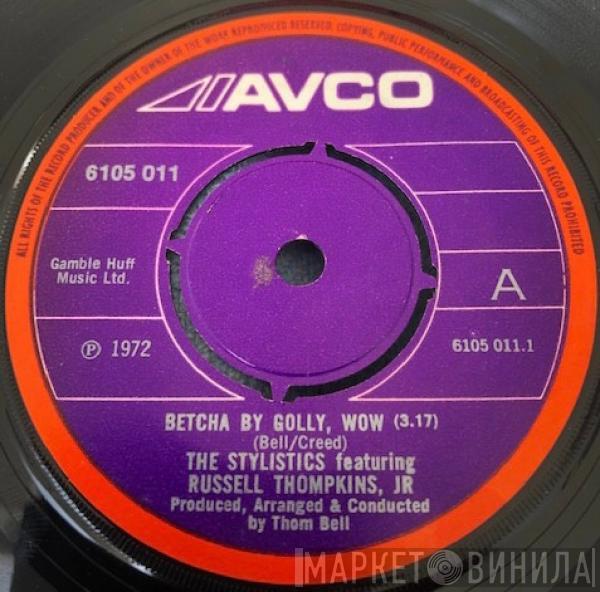 ALL RIGHTS OF THE RECORD PRODUCER AND OF THE OWNER OF THE WORK REPRODUCED RESERVED. COPYING, PUBLIC PERFORMANCE AND BROADCASTING OF THIS RECORD PROHIBITED
AVCO
6105 011
Gamble Huff
Music Ltd.
A
℗ 1972
6105 011.1
BETCHA BY GOLLY, WOW (3.17)
(Bell/Creed)
THE STYLISTICS featuring
RUSSELL THOMPKINS, JR
Produced, Arranged & Conducted
by Thom Bell
МАРКЕТ ВИНИЛА